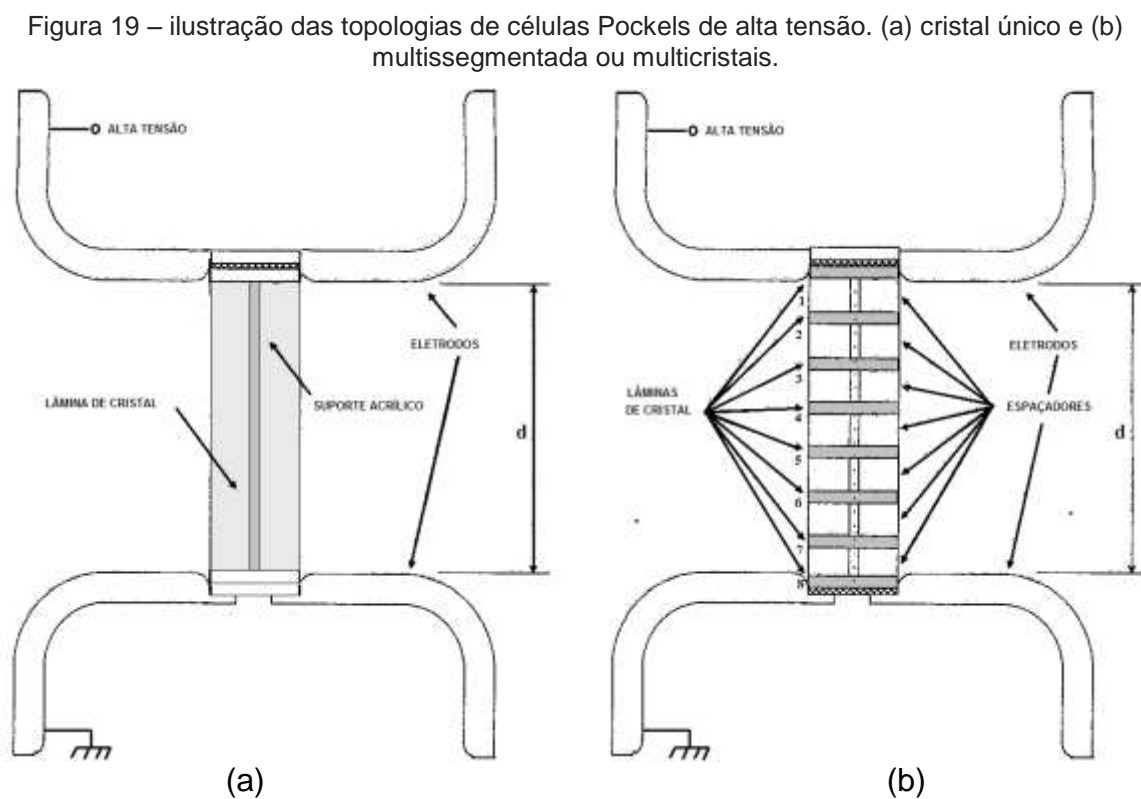 Figura 19 – ilustração das topologias de células Pockels de alta tensão. (a) cristal único e (b)
multissegmentada ou multicristais.
ALTA TENSÃO
ELETRODOS
LÂMINA DE CRISTAL
SUPORTE ACRÍLICO
d
(a)
ALTA TENSÃO
1
2
3
4
5
6
7
8
LÂMINAS
DE CRISTAL
ELETRODOS
ESPAÇADORES
d
(b)